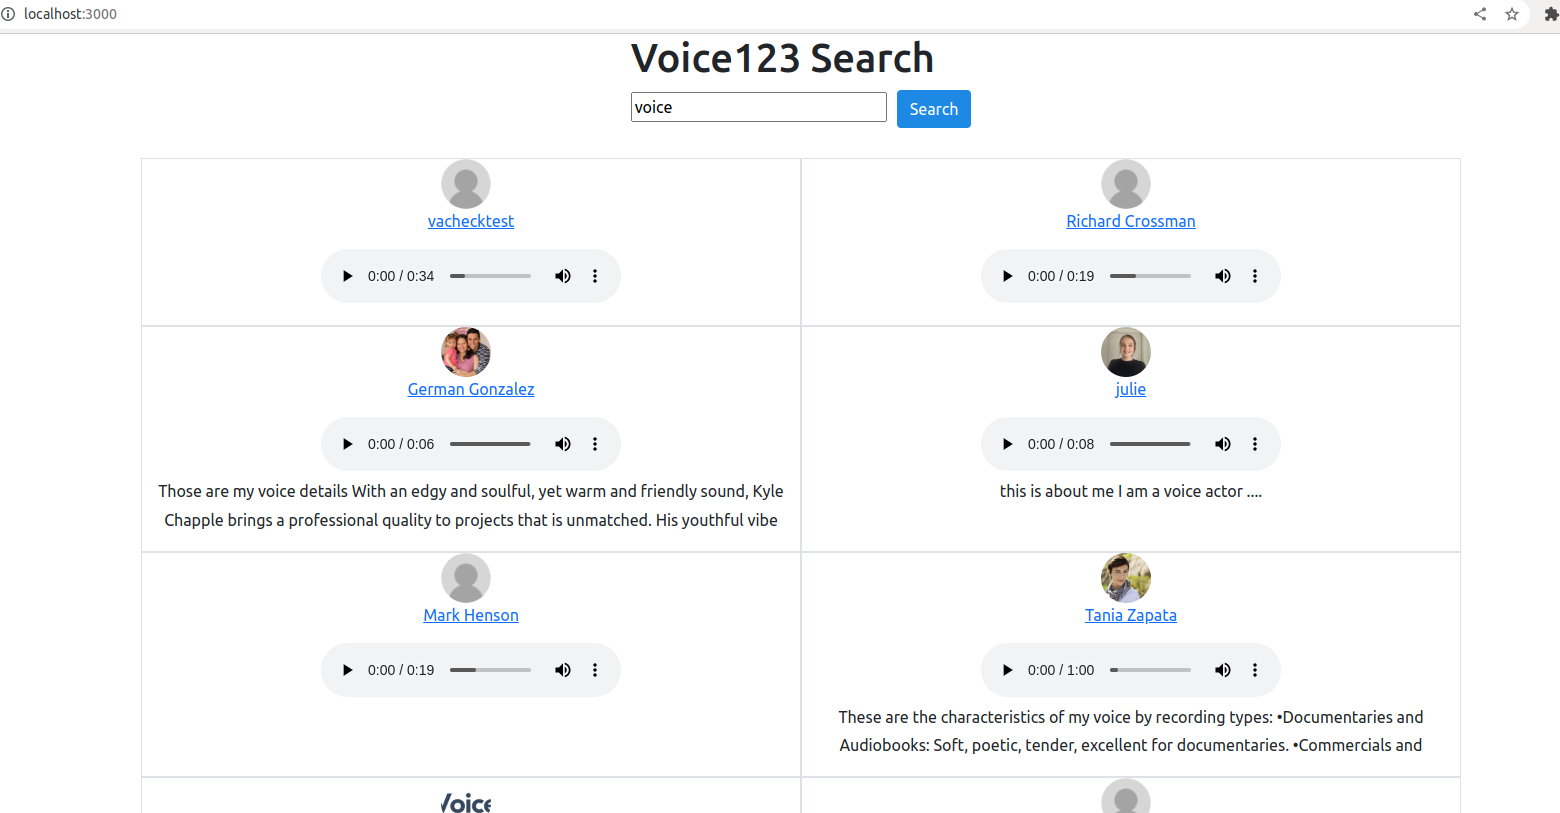 localhost:3000
Voice123 Search
voice
Search
vachecktest
0:00 / 0:34
Richard Crossman
0:00 / 0:19
German Gonzalez
0:00 / 0:06
Those are my voice details With an edgy and soulful, yet warm and friendly sound, Kyle
Chapple brings a professional quality to projects that is unmatched. His youthful vibe
julie
0:00 / 0:08
this is about me I am a voice actor ....
Mark Henson
0:00 / 0:19
Tania Zapata
0:00 / 1:00
These are the characteristics of my voice by recording types: •Documentaries and
Audiobooks: Soft, poetic, tender, excellent for documentaries. •Commercials and
Voice